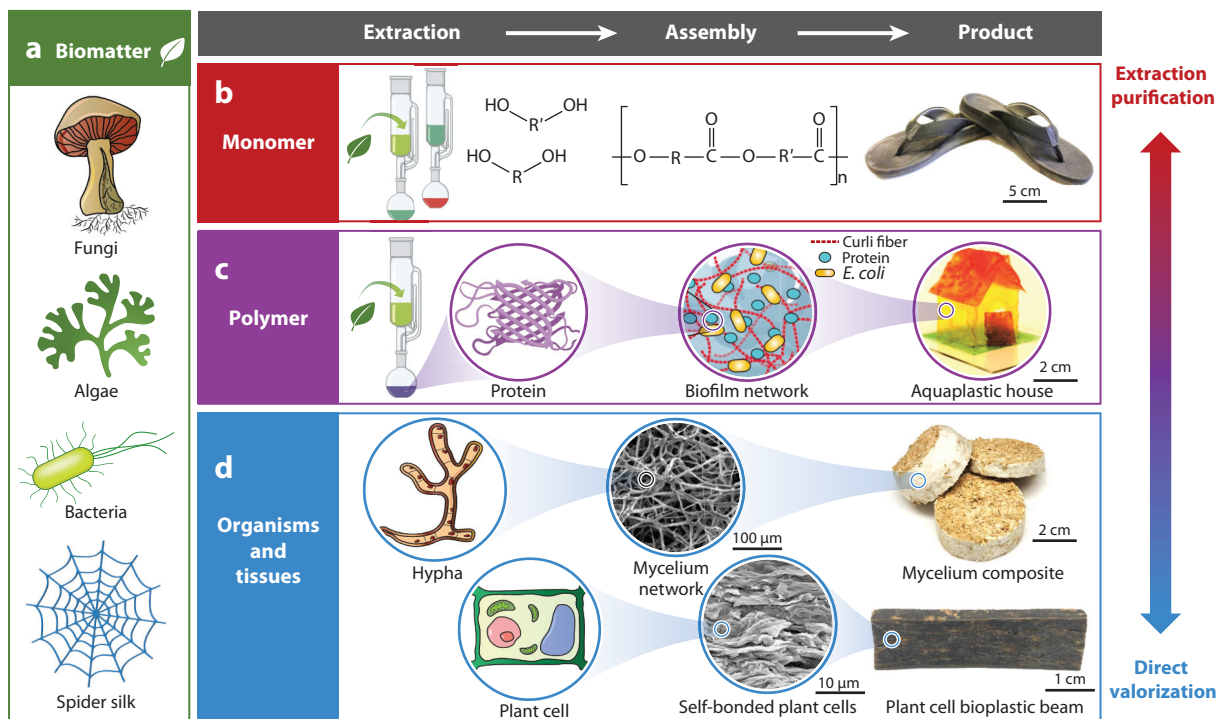 a Biomatter
Fungi
Algae
Bacteria
Spider silk
Extraction Assembly Product
b
Monomer
HO OH
R′
HO OH
R
O O
O R C O R′ C
n
5 cm
c
Polymer
Protein
Curli fiber
Protein
E. coli
Biofilm network
Aquaplastic house
2 cm
d
Organisms
and
tissues
Hypha
100 μm
Mycelium
network
2 cm
Mycelium composite
Plant cell
10 μm
Self-bonded plant cells
1 cm
Plant cell bioplastic beam
Extraction
purification
Direct
valorization